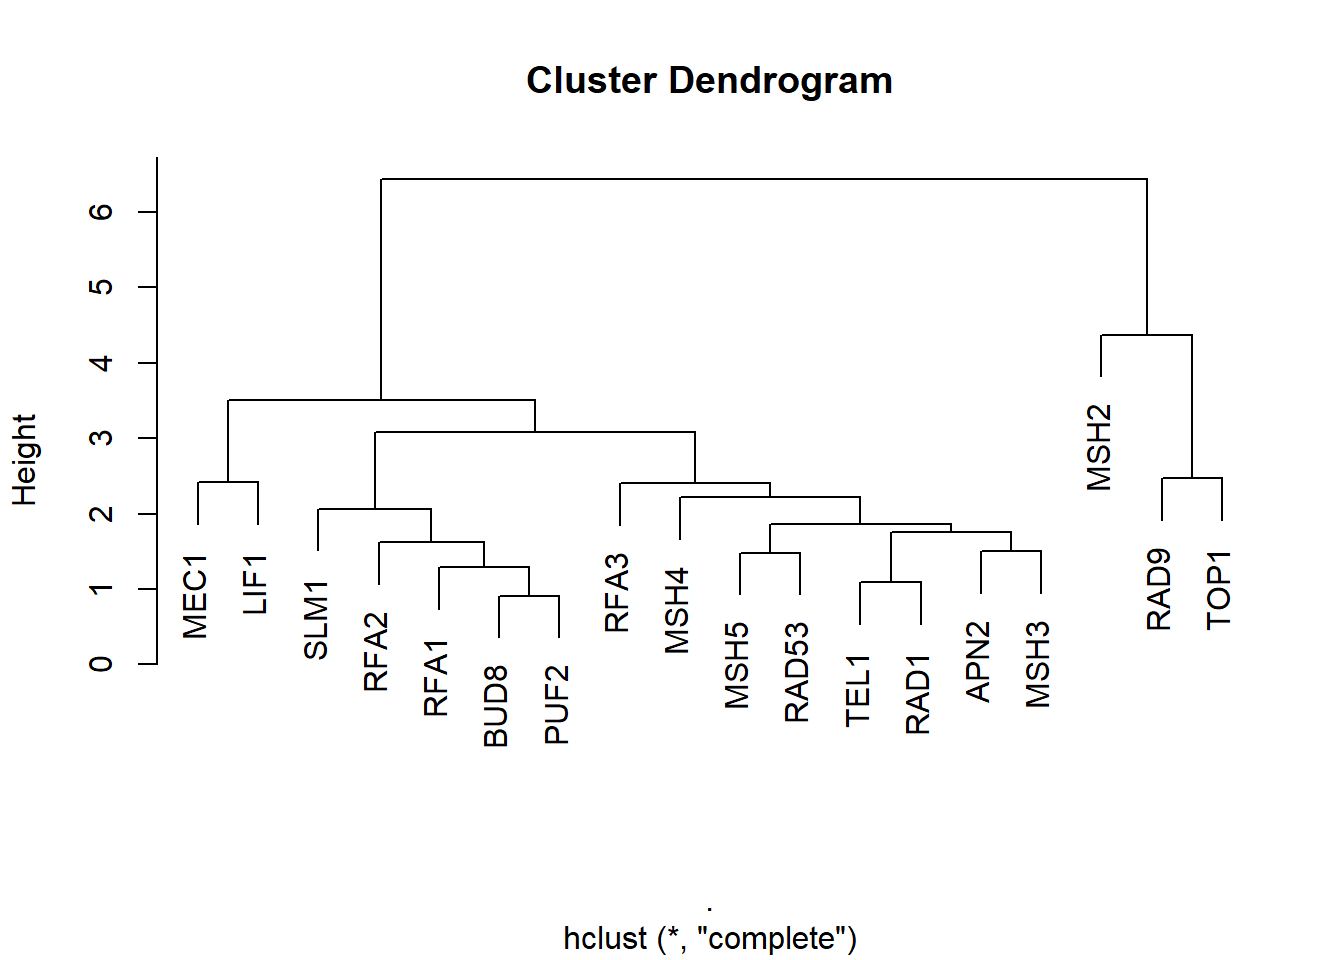 Cluster Dendrogram
Height
6
5
4
3
2
1
0
MEC1
LIF1
SLM1
RFA2
RFA1
BUD8
PUF2
RFA3
MSH4
MSH5
RAD53
TEL1
RAD1
APN2
MSH3
MSH2
RAD9
TOP1
.
hclust (*, "complete")